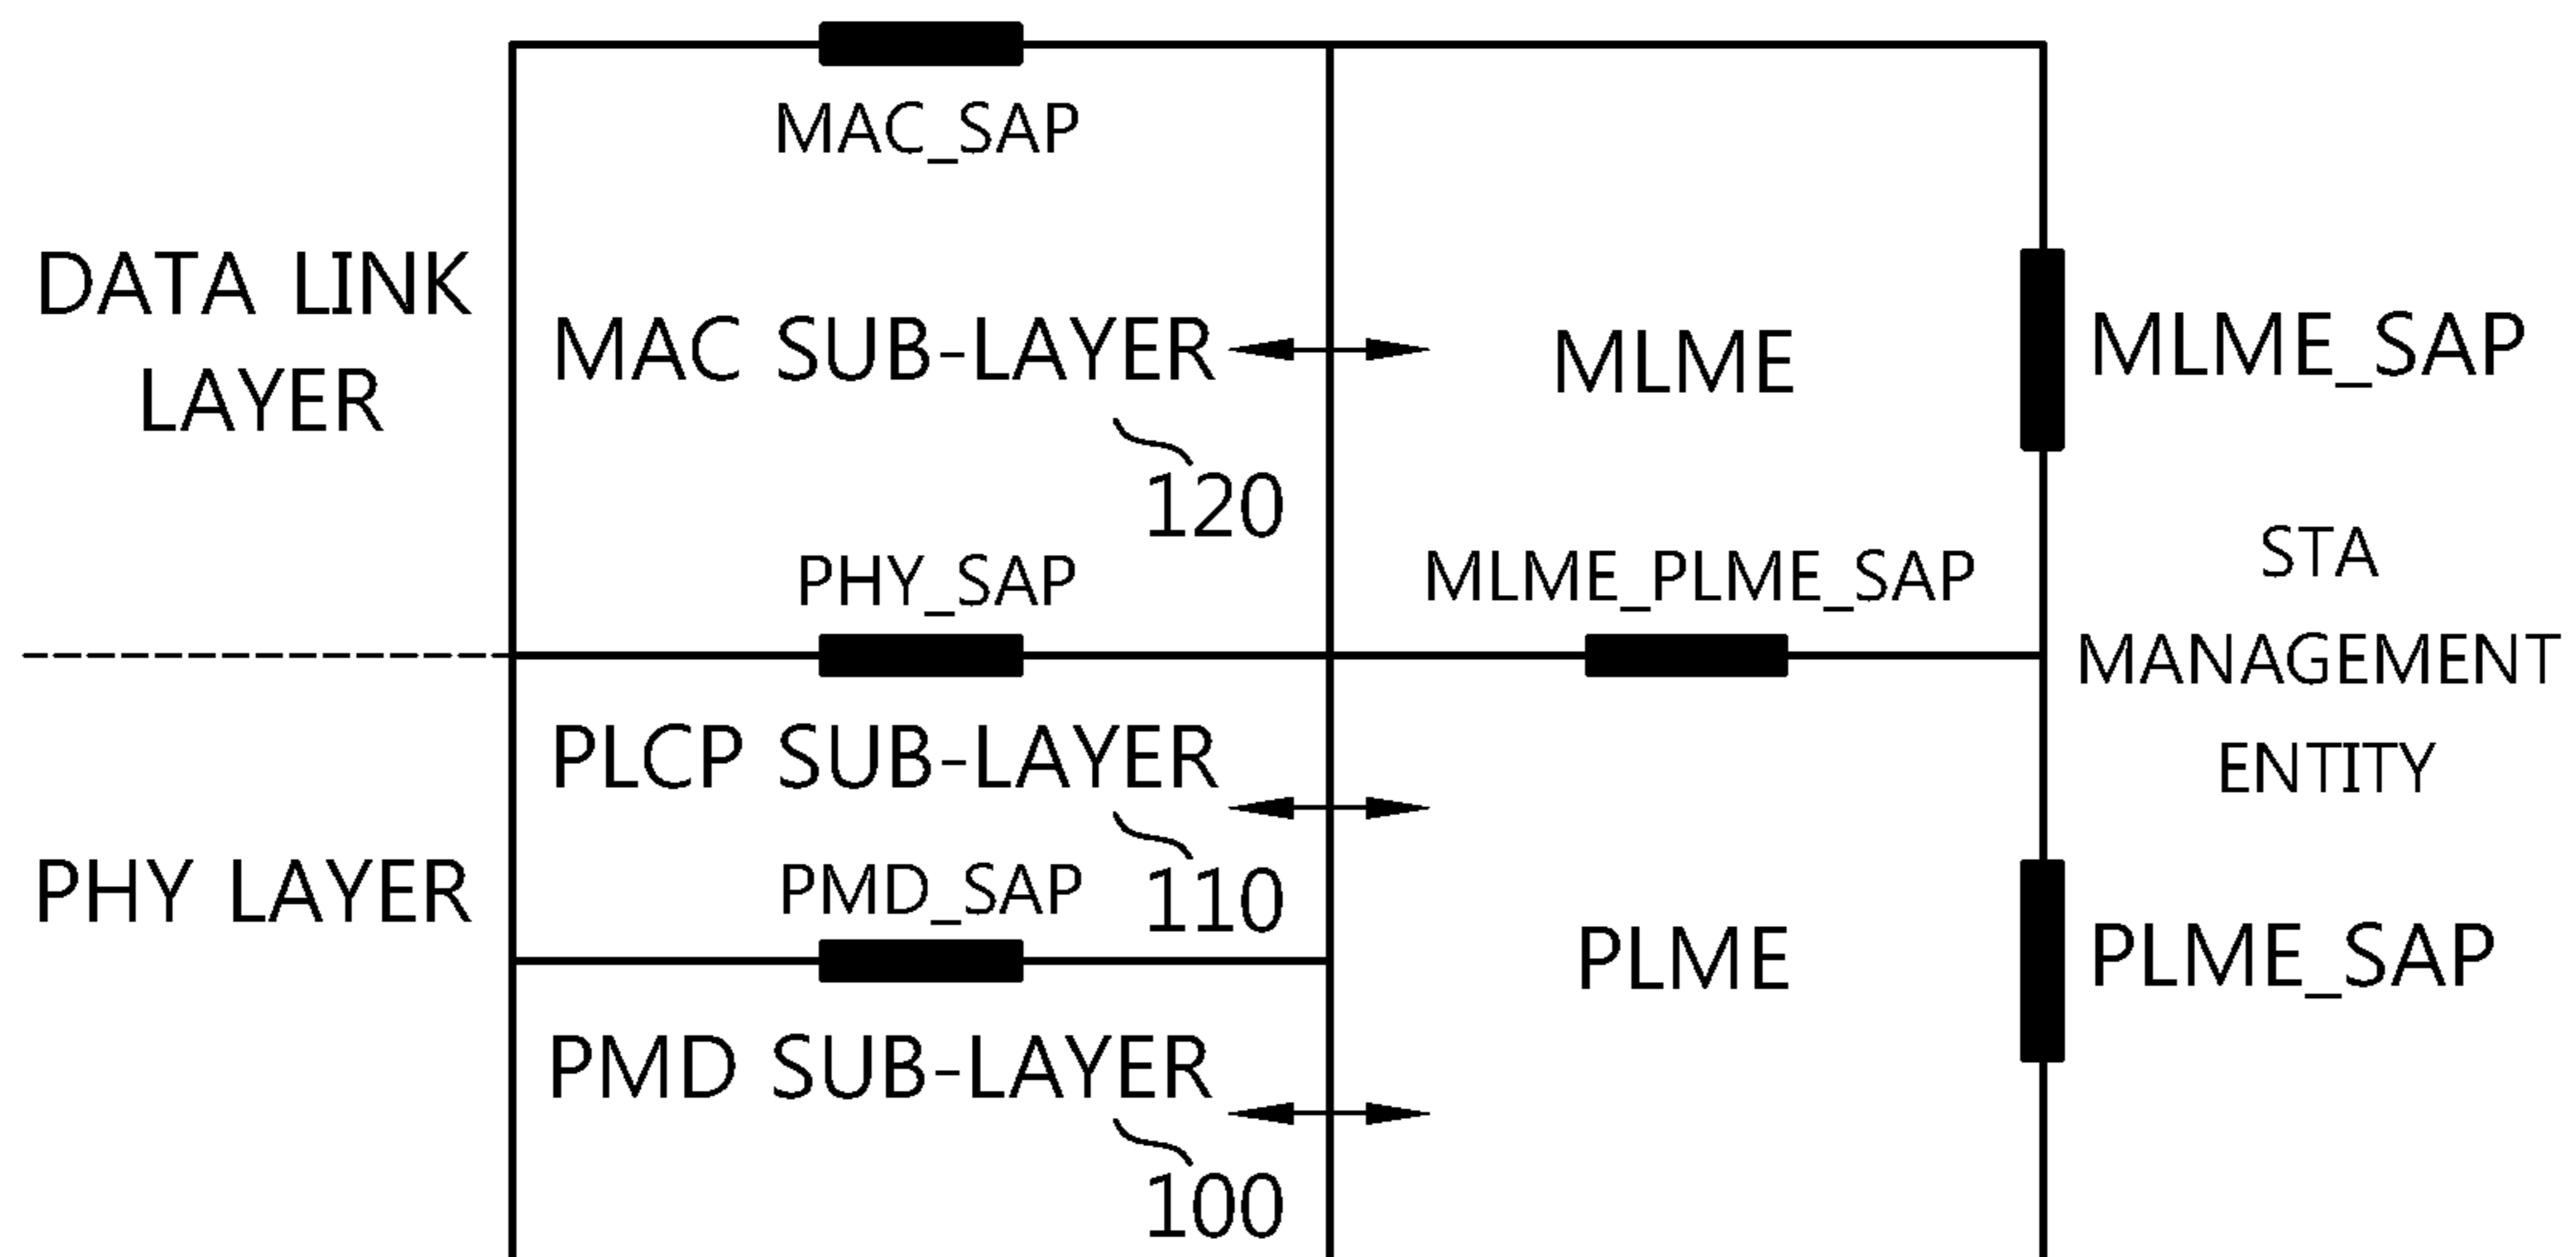 MAC_SAP
DATA LINK
LAYER
MAC SUB-LAYER
MLME
MLME_SAP
120
PHY_SAP
MLME_PLME_SAP
STA
MANAGEMENT
ENTITY
PLCP SUB-LAYER
110
PHY LAYER
PMD_SAP
PLME
PLME_SAP
PMD SUB-LAYER
100